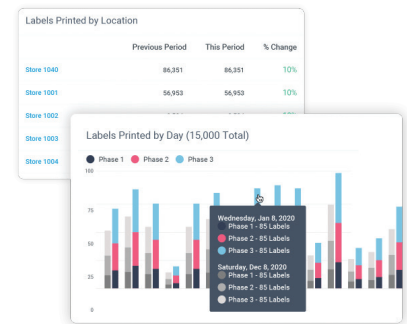 Labels Printed by Location
Previous Period This Period % Change
Store 1040 86,351 86,351 10%
Store 1001 56,953 56,953 10%
Store 1002
Store 1003
Store 1004
Labels Printed by Day (15,000 Total)
Phase 1 Phase 2 Phase 3
100
75
50
25
0
Wednesday, Jan 8, 2020
Phase 1 - 85 Labels
Phase 2 - 85 Labels
Phase 3 - 85 Labels
Saturday, Dec 8, 2020
Phase 1 - 85 Labels
Phase 2 - 85 Labels
Phase 3 - 85 Labels